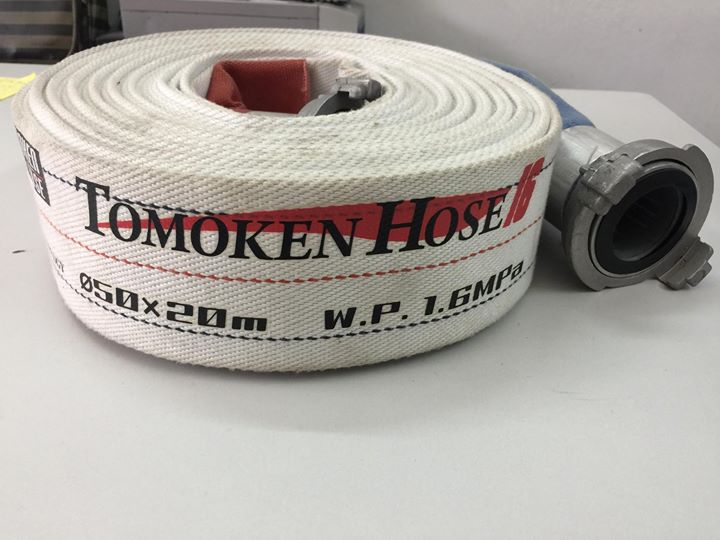 TOMOKEN HOSE 16
Ø50×20m W.P. 1.6MPa